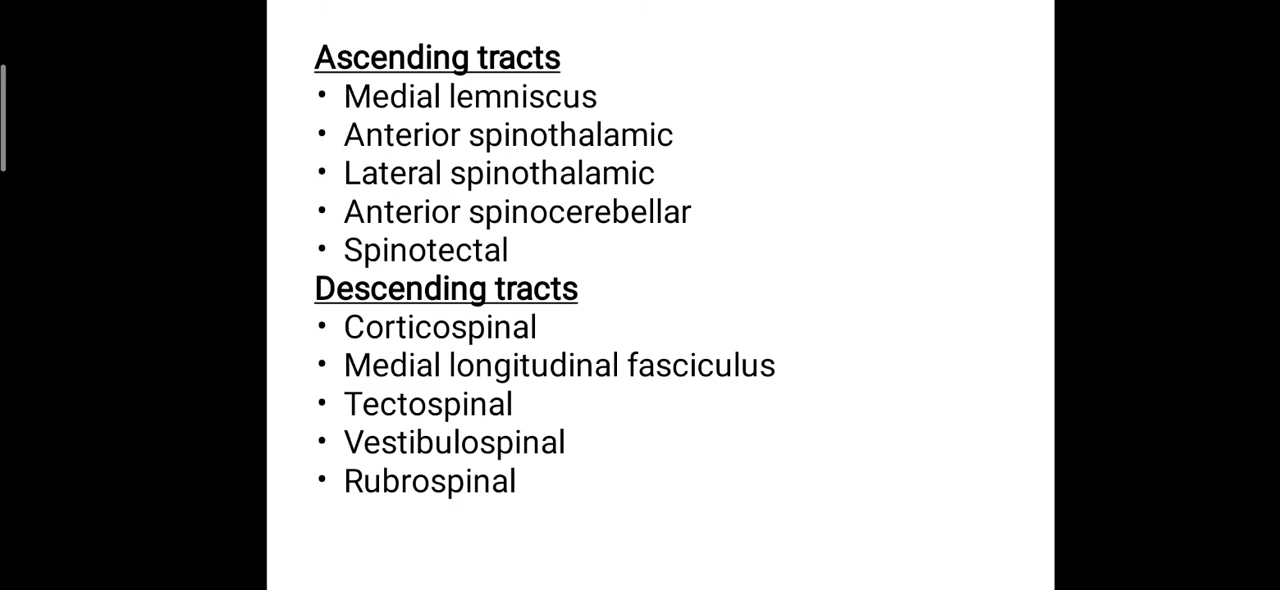 Ascending tracts
• Medial lemniscus
• Anterior spinothalamic
• Lateral spinothalamic
• Anterior spinocerebellar
• Spinotectal
Descending tracts
• Corticospinal
• Medial longitudinal fasciculus
• Tectospinal
• Vestibulospinal
• Rubrospinal